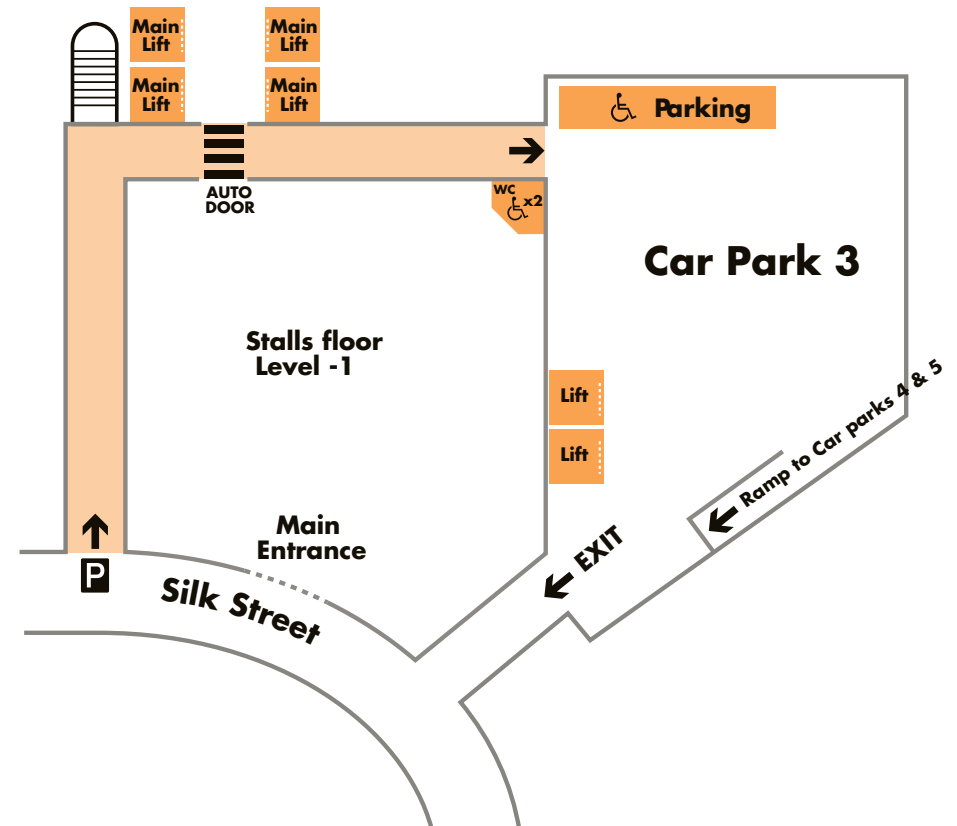 Main
Lift
Main
Lift
Main
Lift
Main
Lift
Parking
AUTO
DOOR
WC
x2
Car Park 3
Stalls floor
Level -1
Lift
Lift
Ramp to Car parks 4 & 5
Main
Entrance
EXIT
P
Silk Street